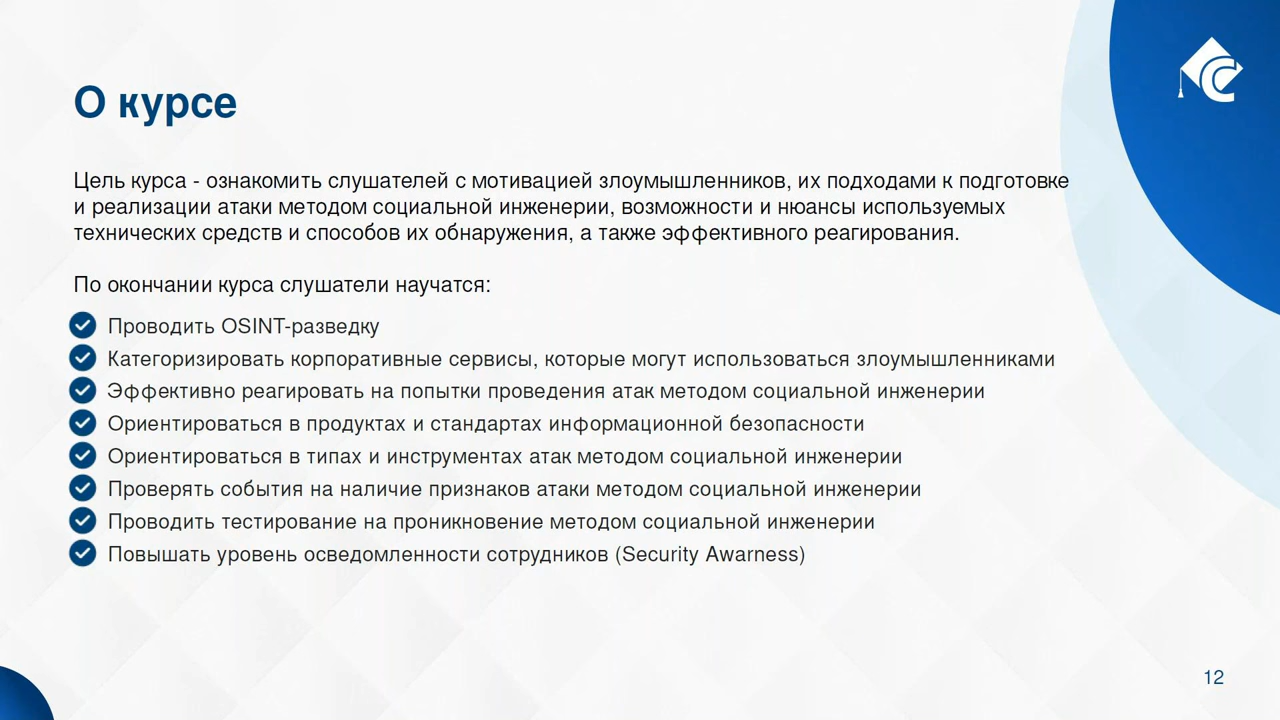 О курсе
Цель курса - ознакомить слушателей с мотивацией злоумышленников, их подходами к подготовке
и реализации атаки методом социальной инженерии, возможности и нюансы используемых
технических средств и способов их обнаружения, а также эффективного реагирования.
По окончании курса слушатели научатся:
Проводить OSINT-разведку
Категоризировать корпоративные сервисы, которые могут использоваться злоумышленниками
Эффективно реагировать на попытки проведения атак методом социальной инженерии
Ориентироваться в продуктах и стандартах информационной безопасности
Ориентироваться в типах и инструментах атак методом социальной инженерии
Проверять события на наличие признаков атаки методом социальной инженерии
Проводить тестирование на проникновение методом социальной инженерии
Повышать уровень осведомленности сотрудников (Security Awarness)
12